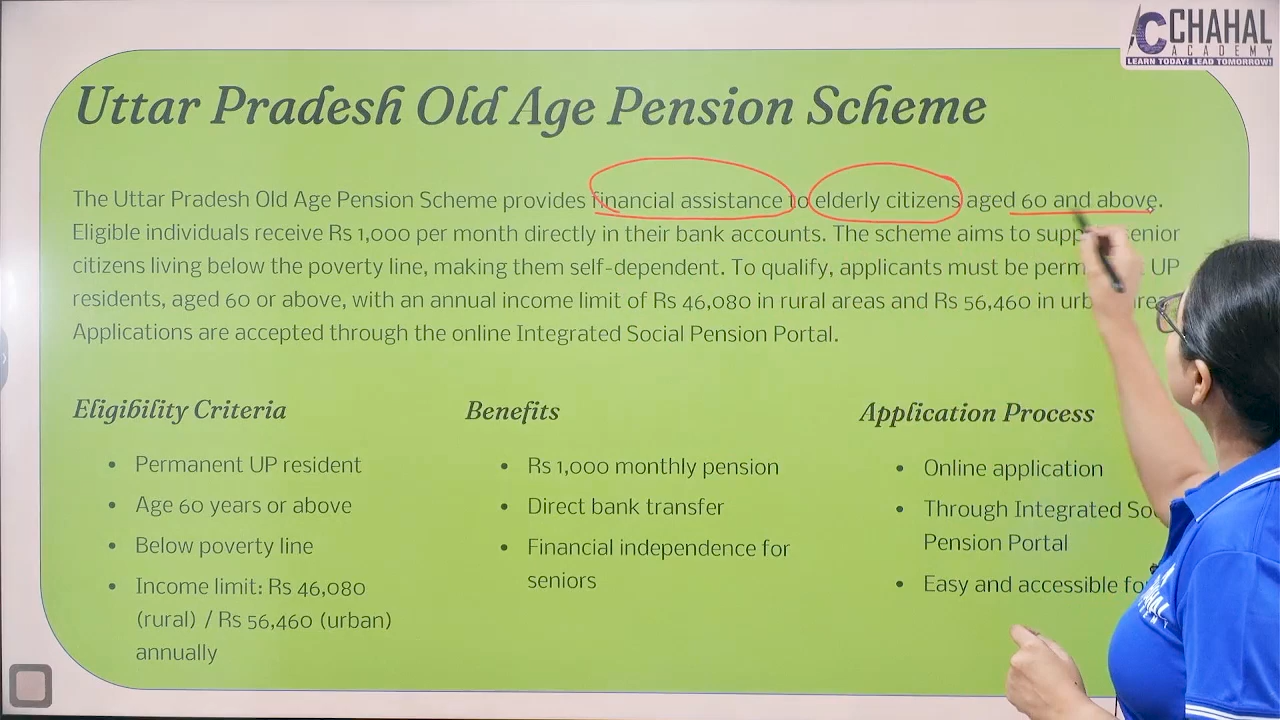 CHAHAL
ACADEMY
LEARN TODAY! LEAD TOMORROW!
Uttar Pradesh Old Age Pension Scheme
The Uttar Pradesh Old Age Pension Scheme provides financial assistance to elderly citizens aged 60 and above.
Eligible individuals receive Rs 1,000 per month directly in their bank accounts. The scheme aims to senior
citizens living below the poverty line, making them self-dependent. To qualify, applicants must be UP
residents, aged 60 or above, with an annual income limit of Rs 46,080 in rural areas and Rs 56,460 in
Applications are accepted through the online Integrated Social Pension Portal.
Eligibility Criteria
• Permanent UP resident
• Age 60 years or above
• Below poverty line
• Income limit: Rs 46,080
(rural) / Rs 56,460 (urban)
annually
Benefits
• Rs 1,000 monthly pension
• Direct bank transfer
• Financial independence for
seniors
Application Process
• Online application
• Through Integrated
Pension Portal
• Easy and accessible